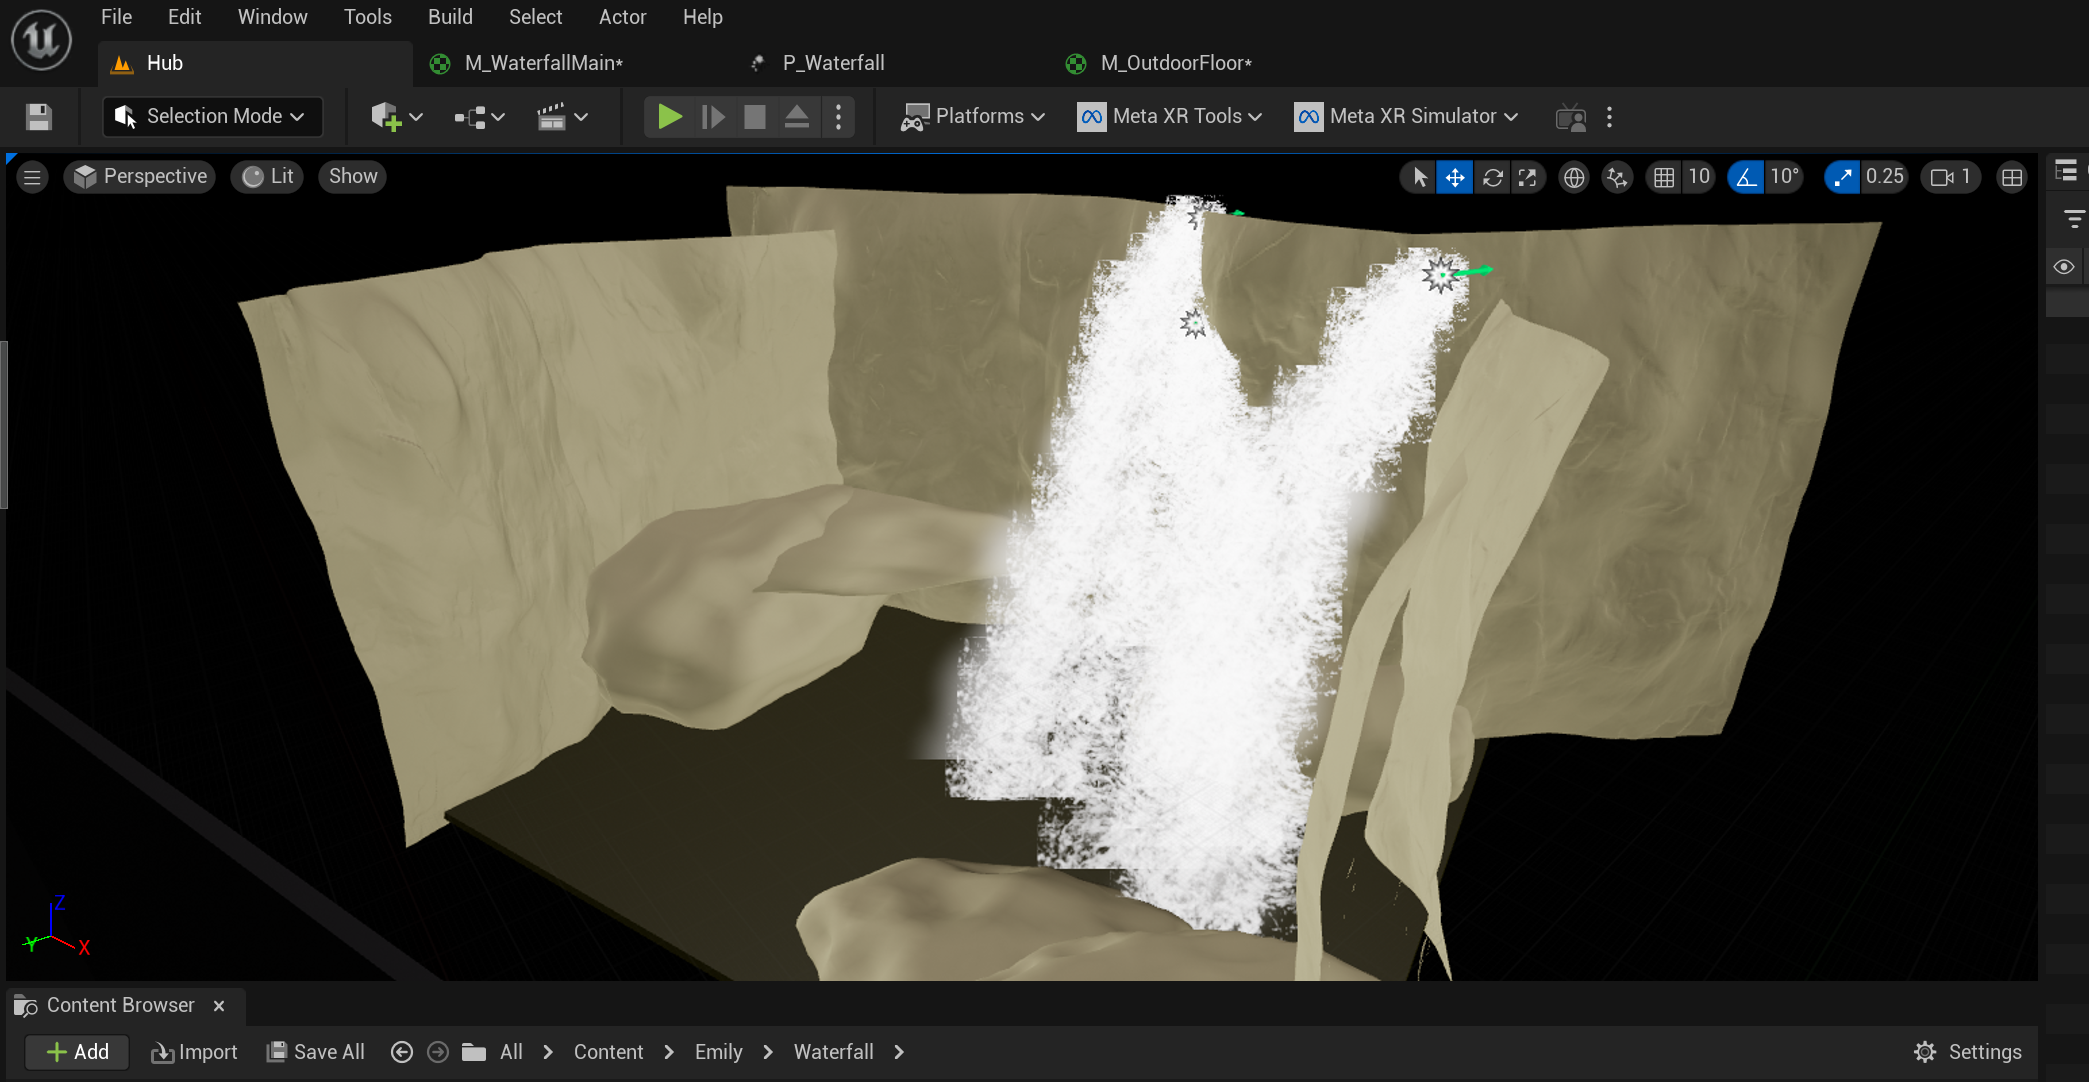 File Edit Window Tools Build Select Actor Help
Hub M_WaterfallMain* P_Waterfall M_OutdoorFloor*
Selection Mode Platforms Meta XR Tools Meta XR Simulator
Perspective Lit Show 10 10° 0.25 1
Z
Y X
Content Browser
Add Import Save All All Content Emily Waterfall Settings